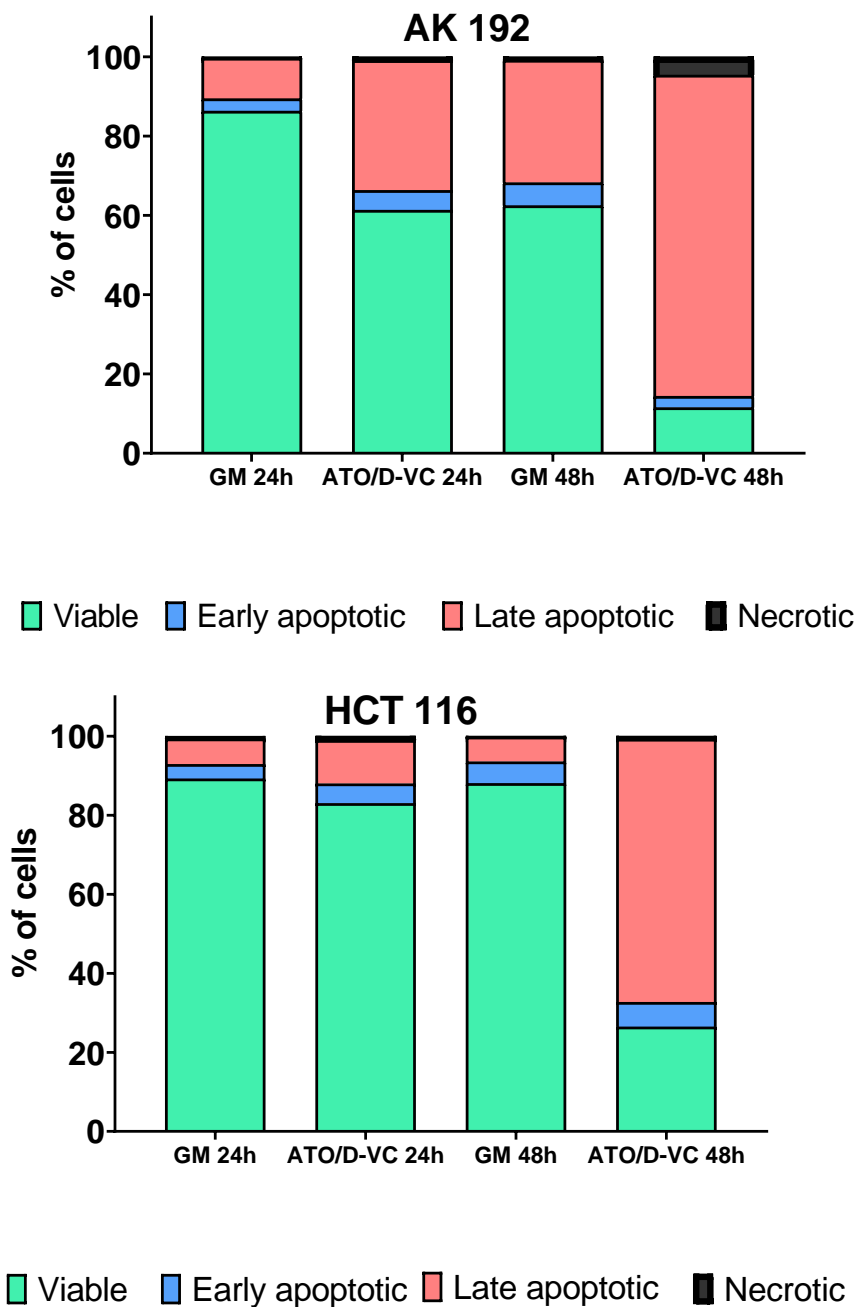 AK 192
100
80
60
40
20
0
% of cells
GM 24h ATO/D-VC 24h GM 48h ATO/D-VC 48h
Viable Early apoptotic Late apoptotic Necrotic
HCT 116
100
80
60
40
20
0
% of cells
GM 24h ATO/D-VC 24h GM 48h ATO/D-VC 48h
Viable Early apoptotic Late apoptotic Necrotic